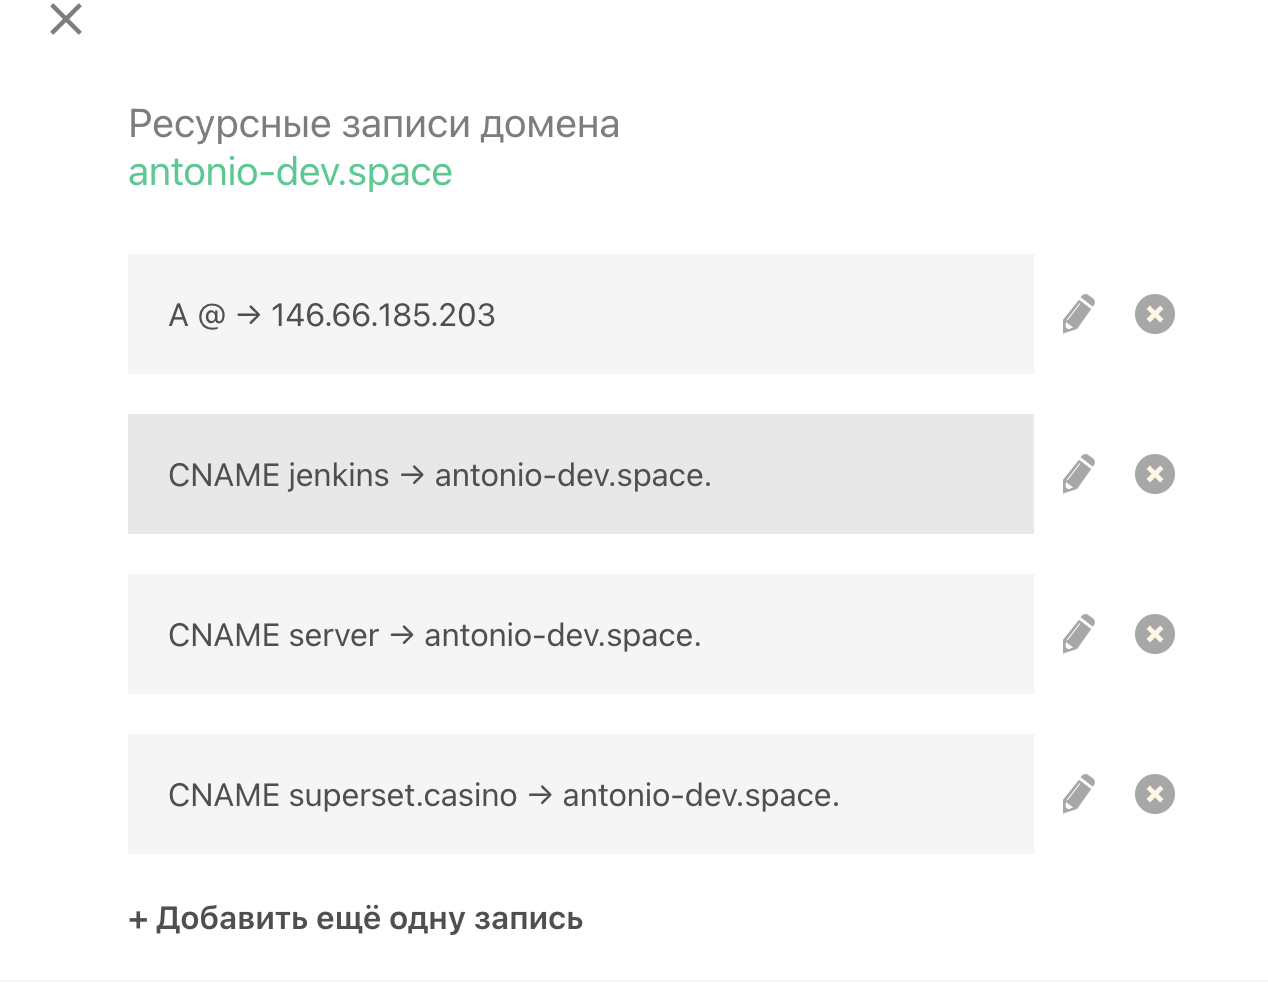 Ресурсные записи домена
antonio-dev.space
A @ → 146.66.185.203
CNAME jenkins → antonio-dev.space.
CNAME server → antonio-dev.space.
CNAME superset.casino → antonio-dev.space.
+ Добавить ещё одну запись